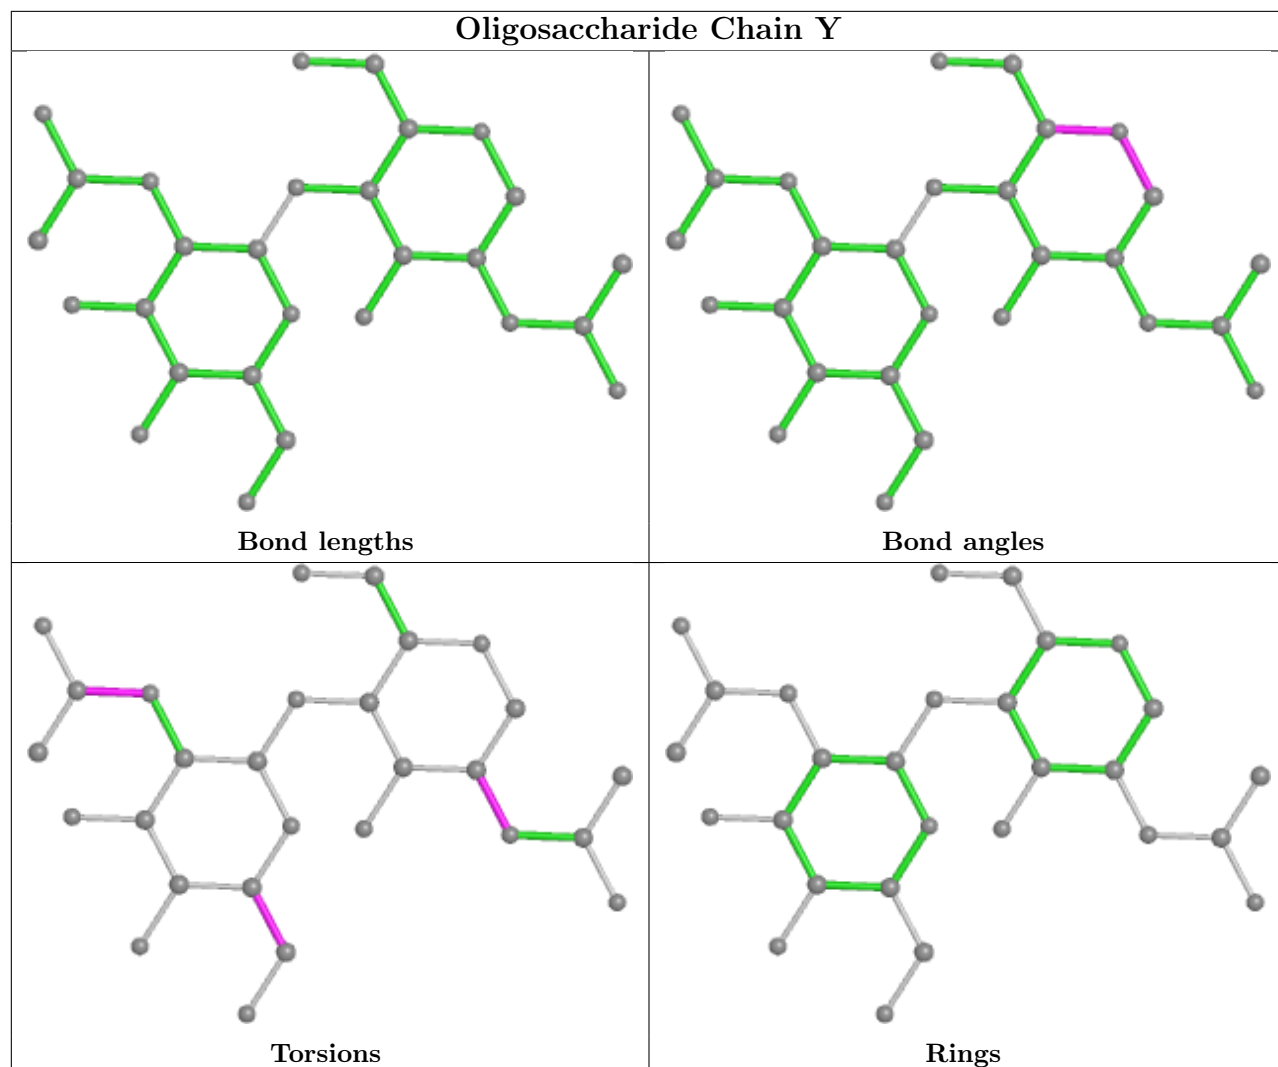 Oligosaccharide Chain Y
Bond lengths
Bond angles
Torsions
Rings